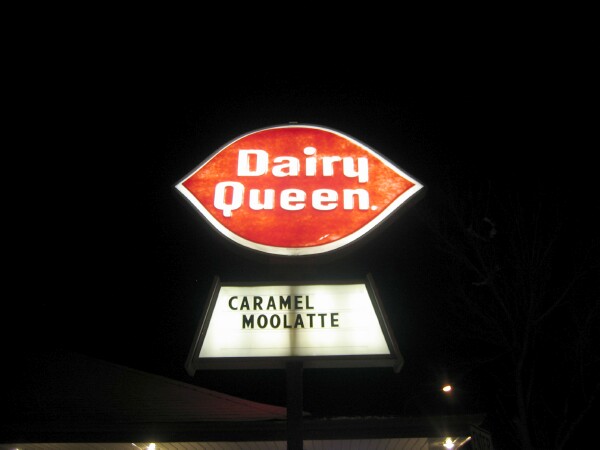 Dairy
Queen.
CARAMEL
MOOLATTE